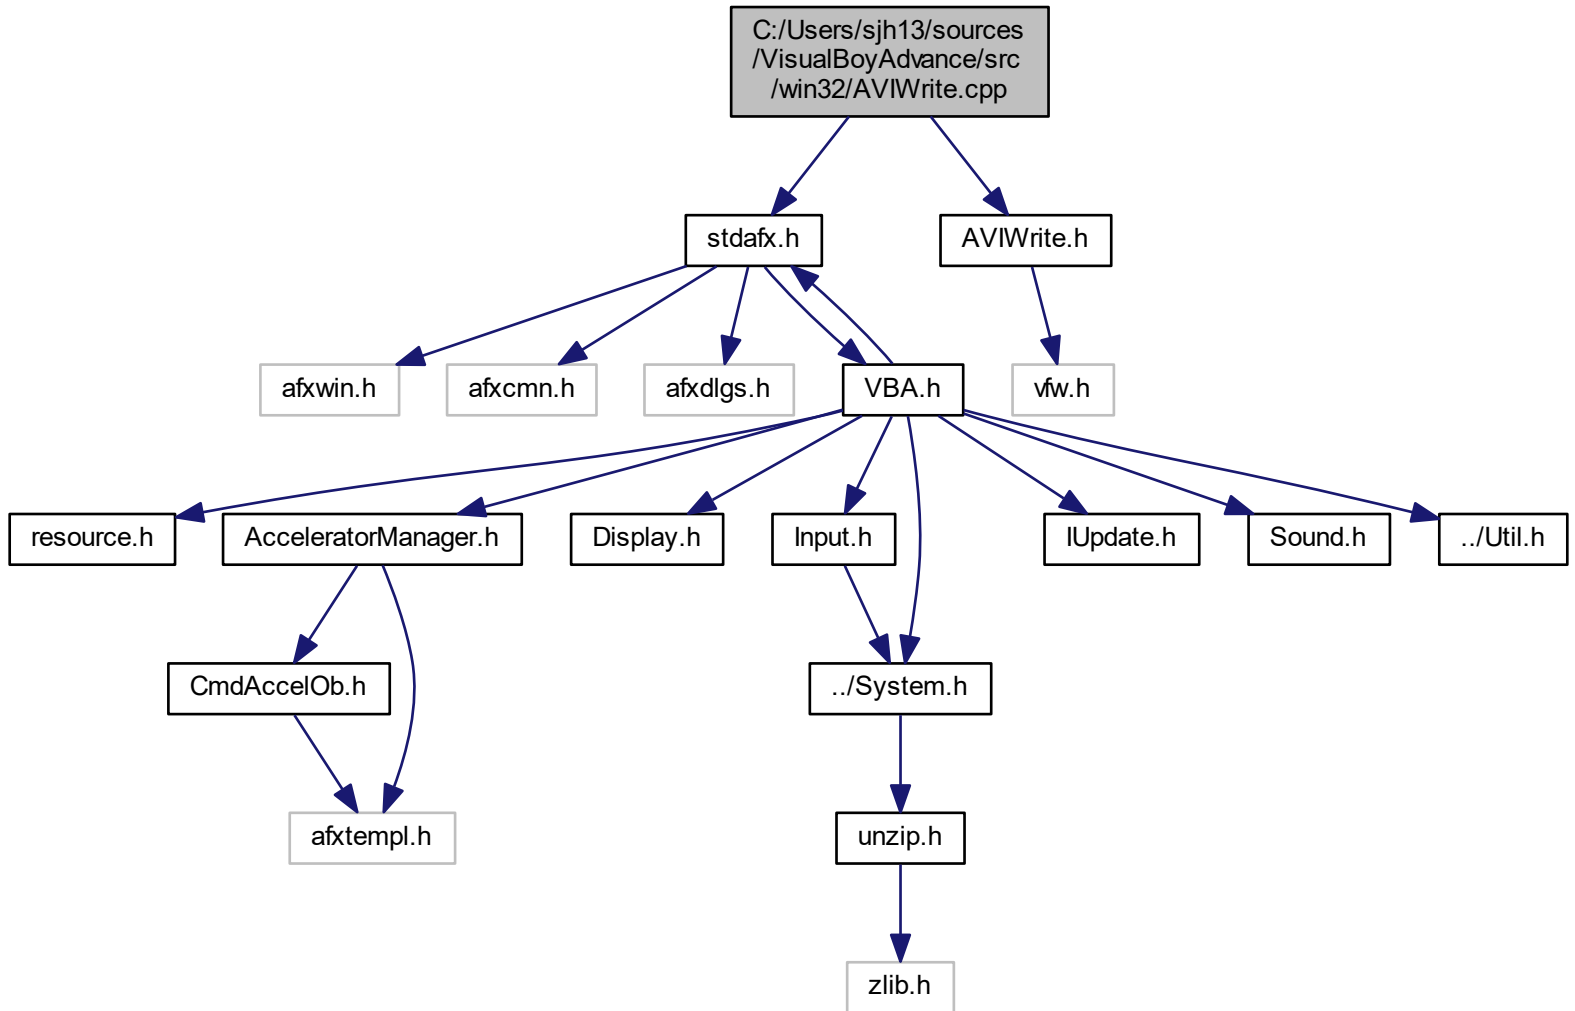 C:/Users/sjh13/sources
/VisualBoyAdvance/src
/win32/AVIWrite.cpp
stdafx.h
AVIWrite.h
afxwin.h
afxcmn.h
afxdlgs.h
VBA.h
vfw.h
resource.h
AcceleratorManager.h
Display.h
Input.h
IUpdate.h
Sound.h
../Util.h
CmdAccelOb.h
../System.h
afxtempl.h
unzip.h
zlib.h